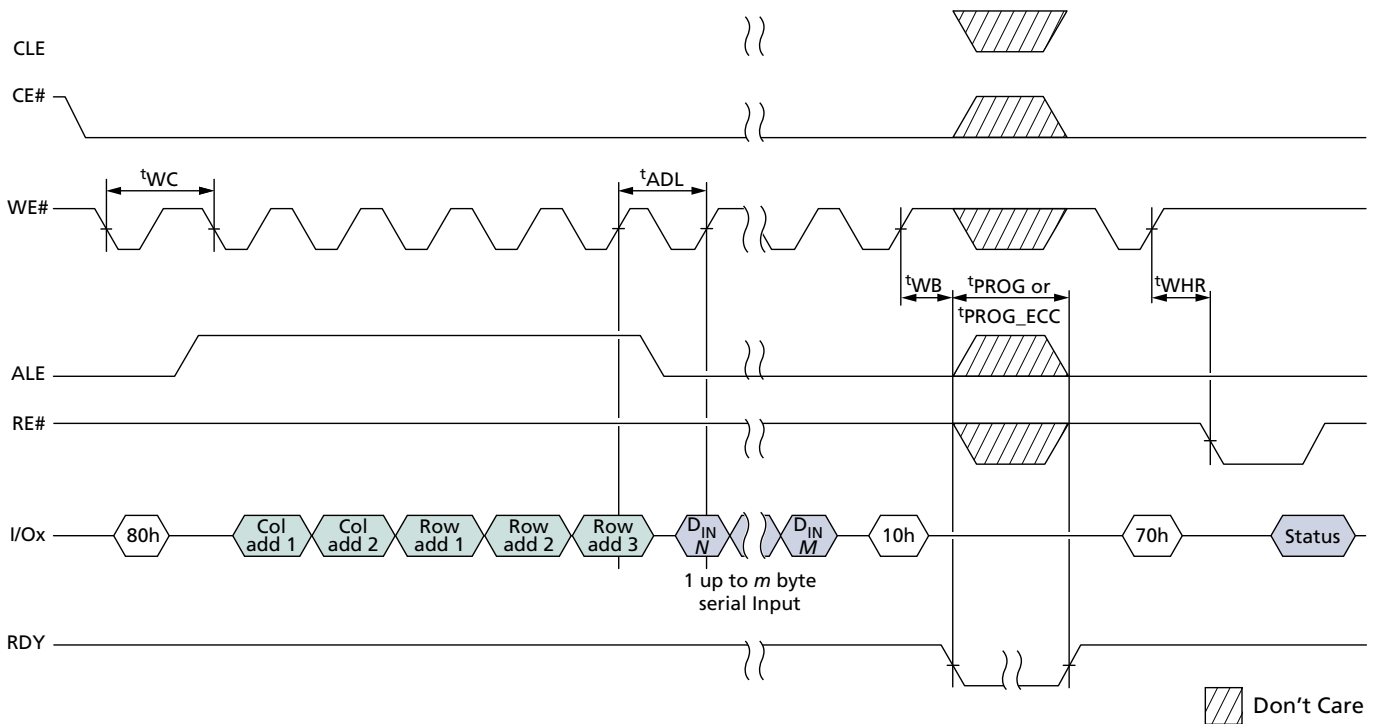 CLE
CE#
tWC
tADL
WE#
tWB
tPROG or
tPROG_ECC
tWHR
ALE
RE#
I/Ox
80h
Col
add 1
Col
add 2
Row
add 1
Row
add 2
Row
add 3
DIN
N
DIN
M
10h
70h
Status
1 up to m byte
serial Input
RDY
Don't Care